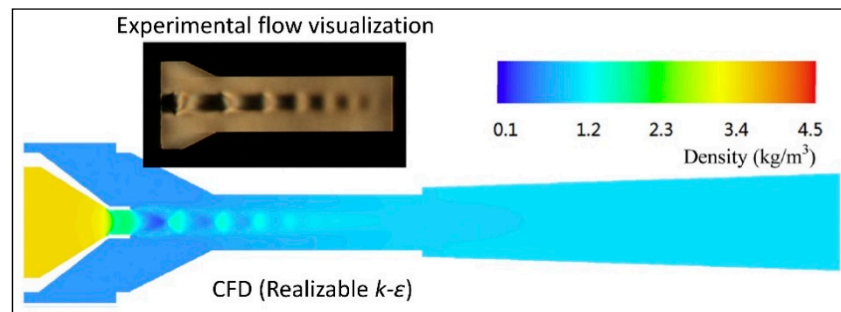 Experimental flow visualization
0.1 1.2 2.3 3.4 4.5
Density (kg/m³)
CFD (Realizable k-ε)